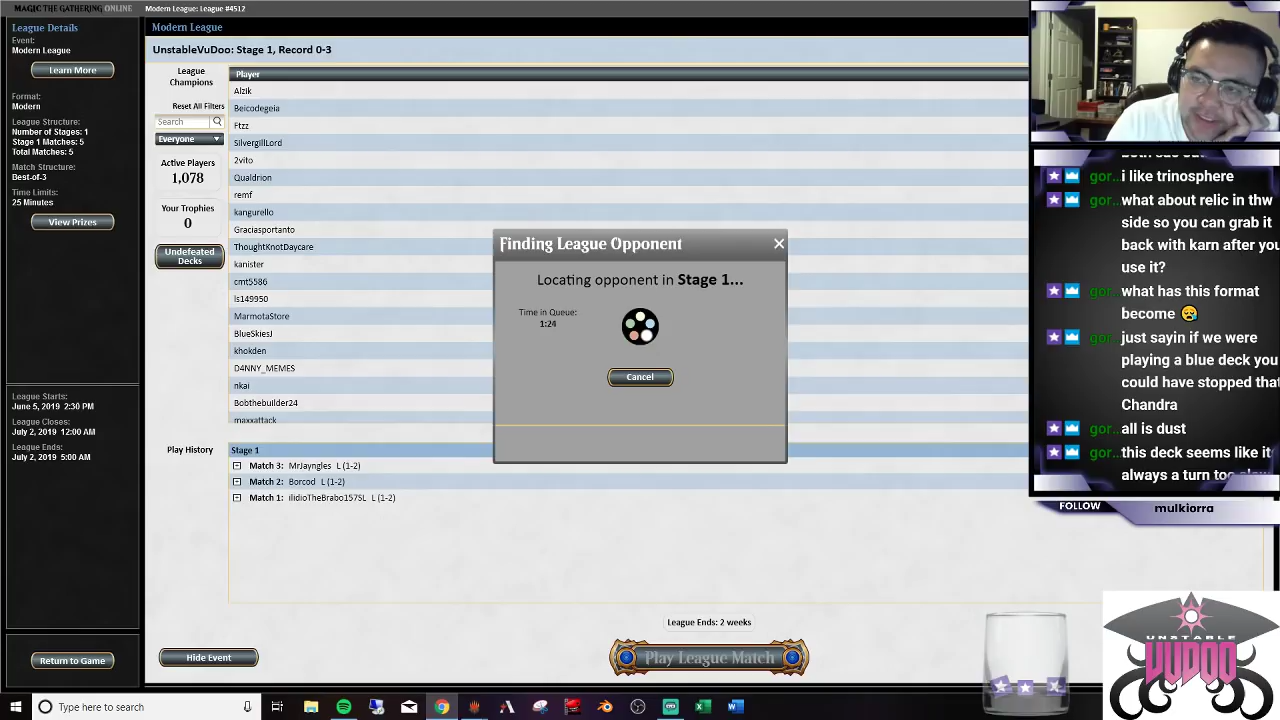 MAGIC THE GATHERING ONLINE
Modern League: League #4512
League Details
Event:
Modern League
Learn More
Format:
Modern
League Structure:
Number of Stages: 1
Stage 1 Matches: 5
Total Matches: 5
Match Structure:
Best-of-3
Time Limits:
25 Minutes
View Prizes
League Starts:
June 5, 2019 2:30 PM
League Closes:
July 2, 2019 12:00 AM
League Ends:
July 2, 2019 5:00 AM
Return to Game
Modern League
UnstableVuDoo: Stage 1, Record 0-3
League
Champions
Reset All Filters
Search
Everyone
Active Players
1,078
Your Trophies
0
Undefeated
Decks
Player
Alzik
Beicodegeia
Ftzz
SilvergillLord
2vito
Qualdrion
remf
kangurello
Graciasportanto
ThoughtKnotDaycare
kanister
cmt5586
ls149950
MarmotaStore
BlueSkiesJ
khokden
D4NNY_MEMES
nkai
Bobthebuilder24
maxxattack
Finding League Opponent
Locating opponent in Stage 1...
Time in Queue:
1:24
Cancel
Play History
Stage 1
Match 3: MrJayngles L (1-2)
Match 2: Borcod L (1-2)
Match 1: ilidioTheBrabo157SL L (1-2)
League Ends: 2 weeks
Hide Event
Play League Match
gor.. i like trinosphere
gor.. what about relic in thw
side so you can grab it
back with karn after you
use it?
gor.. what has this format
become 😥
gor.. just sayin if we were
playing a blue deck you
could have stopped that
Chandra
gor.. all is dust
gor.. this deck seems like it
always a turn too
FOLLOW
mulkiorra
UNSTABLE
VUDOO
Type here to search